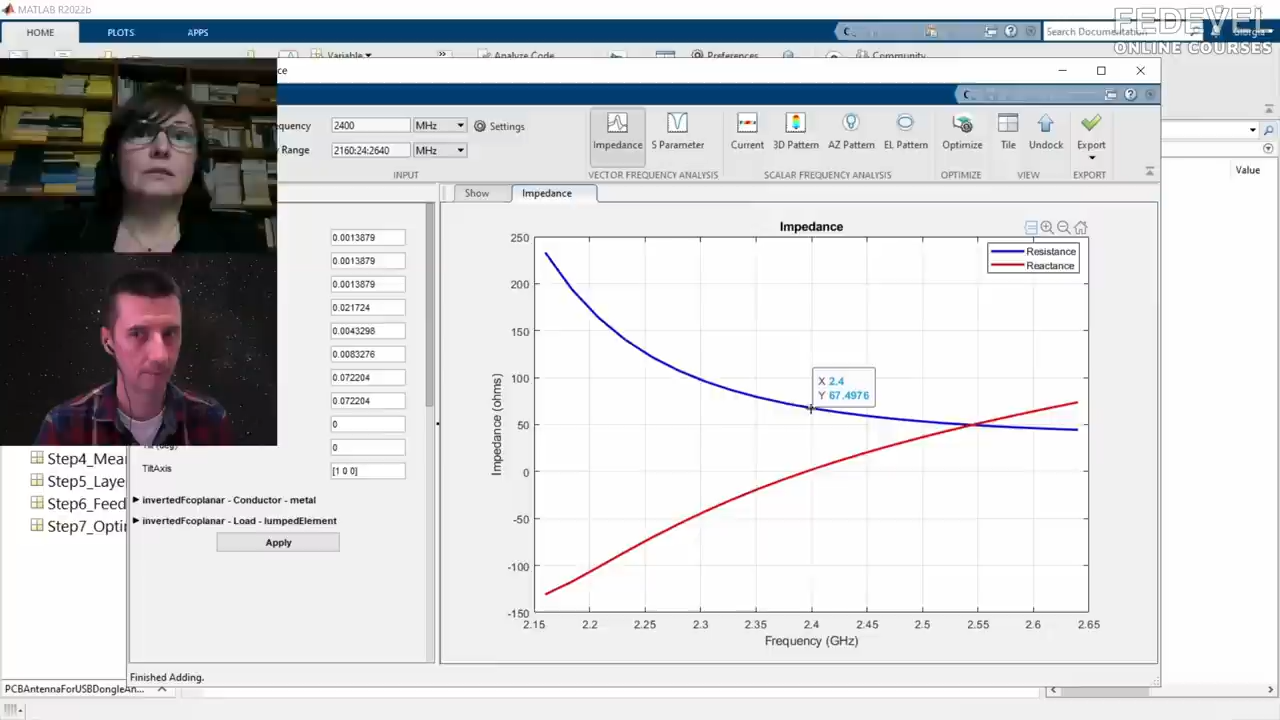 MATLAB R2022b
FEDEVEL
ONLINE COURSES
HOME
PLOTS
APPS
Search Documentation
Variable
Analyze Code
Preferences
Community
2400
MHz
Settings
Range
2160:24:2640
MHz
INPUT
Impedance
S Parameter
VECTOR FREQUENCY ANALYSIS
Current
3D Pattern
AZ Pattern
EL Pattern
SCALAR FREQUENCY ANALYSIS
Optimize
OPTIMIZE
Tile
Undock
VIEW
Export
EXPORT
Value
Show
Impedance
0.0013879
0.0013879
0.0013879
0.021724
0.0043298
0.0083276
0.072204
0.072204
0
0
TiltAxis
[1 0 0]
invertedFcoplanar - Conductor - metal
invertedFcoplanar - Load - lumpedElement
Apply
Impedance
Resistance
Reactance
250
200
150
100
50
0
-50
-100
-150
Impedance (ohms)
X 2.4
Y 67.4976
2.15
2.2
2.25
2.3
2.35
2.4
2.45
2.5
2.55
2.6
2.65
Frequency (GHz)
Step4_Mea
Step5_Laye
Step6_Feed
Step7_Opti
Finished Adding.
PCBAntennaForUSBDongleAn...